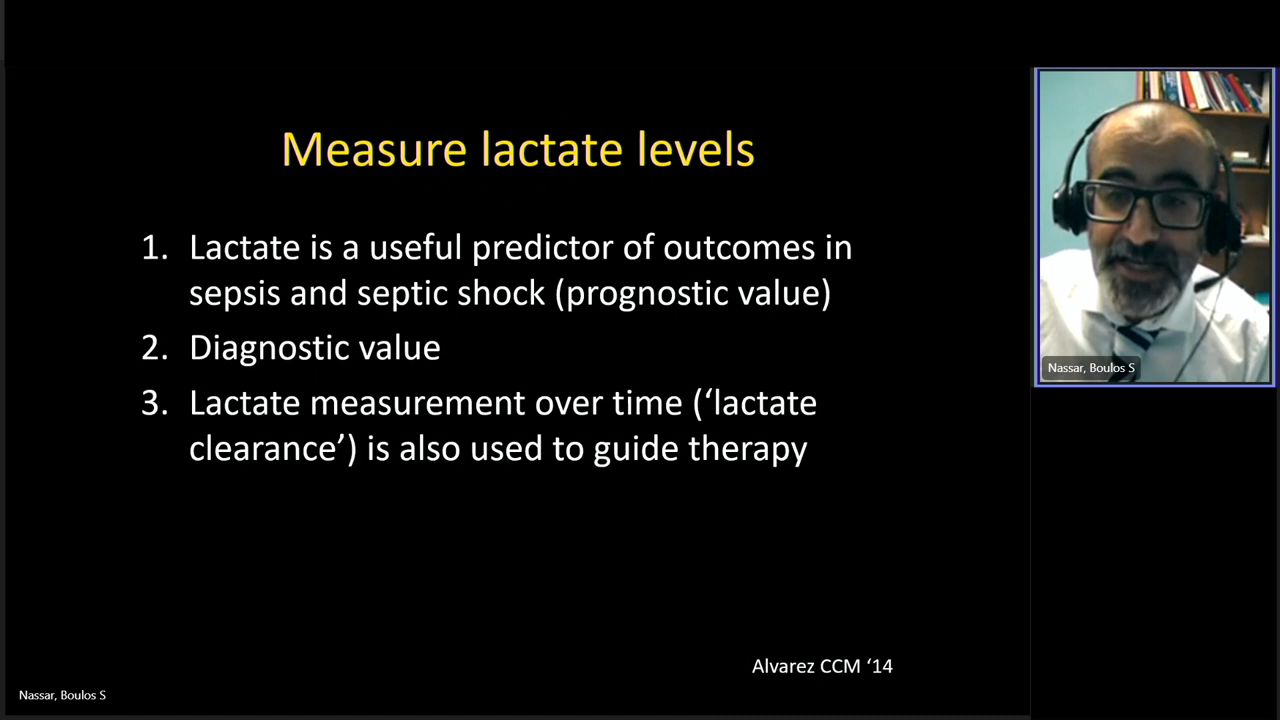 Measure lactate levels
1. Lactate is a useful predictor of outcomes in
sepsis and septic shock (prognostic value)
2. Diagnostic value
3. Lactate measurement over time (‘lactate
clearance’) is also used to guide therapy
Alvarez CCM ‘14
Nassar, Boulos S
Nassar, Boulos S